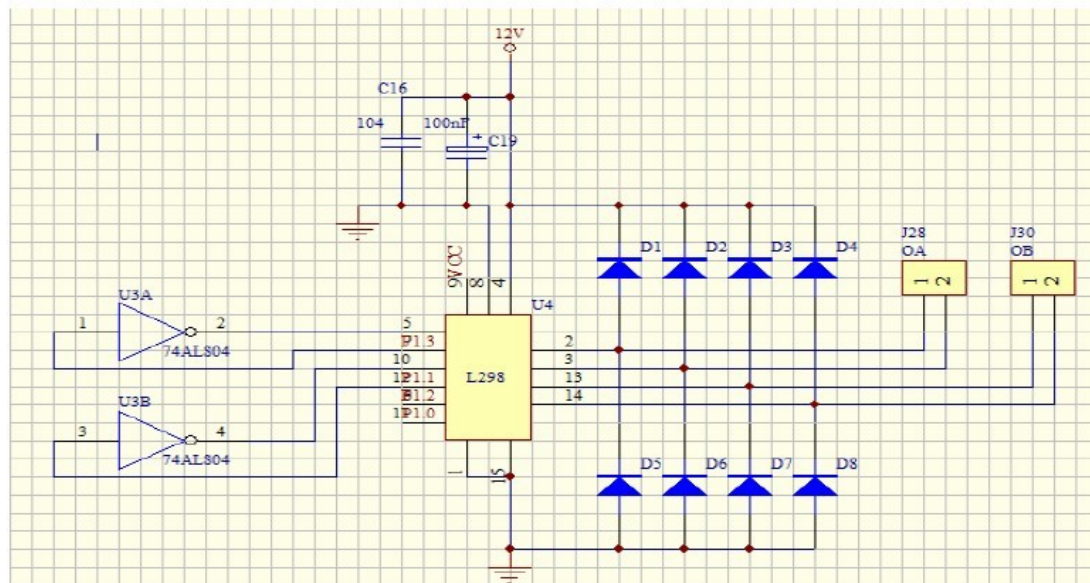 12V
C16
104
100nF
+
C19
9
VCC
8
4
J28
OA
1
2
J30
OB
1
2
D1
D2
D3
D4
U3A
1
2
74AL804
U4
5
P1.3
10
P1.1
P1.2
P1.0
L298
2
3
13
14
U3B
3
4
74AL804
1
15
D5
D6
D7
D8